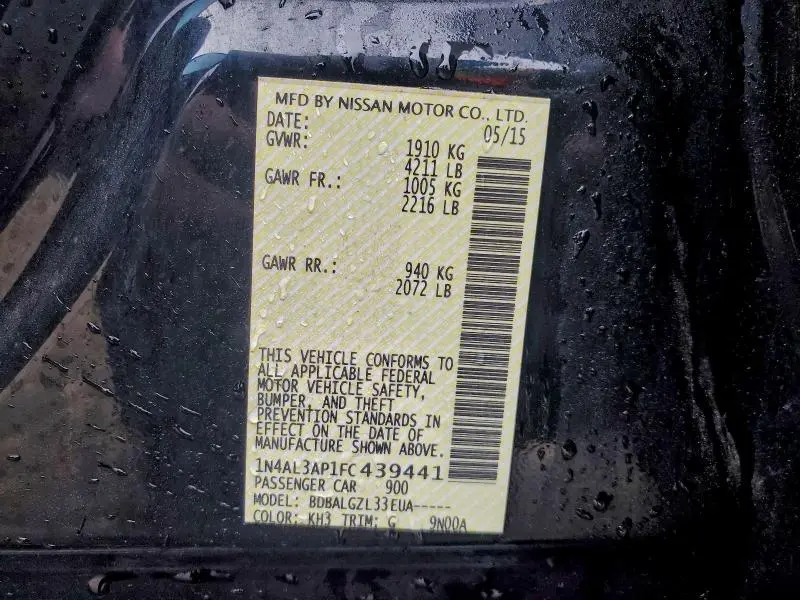 MFD BY NISSAN MOTOR CO., LTD.
DATE: 05/15
GVWR: 1910 KG
4211 LB
GAWR FR.: 1005 KG
2216 LB
GAWR RR.: 940 KG
2072 LB
THIS VEHICLE CONFORMS TO
ALL APPLICABLE FEDERAL
MOTOR VEHICLE SAFETY,
BUMPER, AND THEFT
PREVENTION STANDARDS IN
EFFECT ON THE DATE OF
MANUFACTURE SHOWN ABOVE.
1N4AL3AP1FC439441
PASSENGER CAR 900
MODEL: BDBALGZL33EUA-----
COLOR: KH3 TRIM: G 9N00A